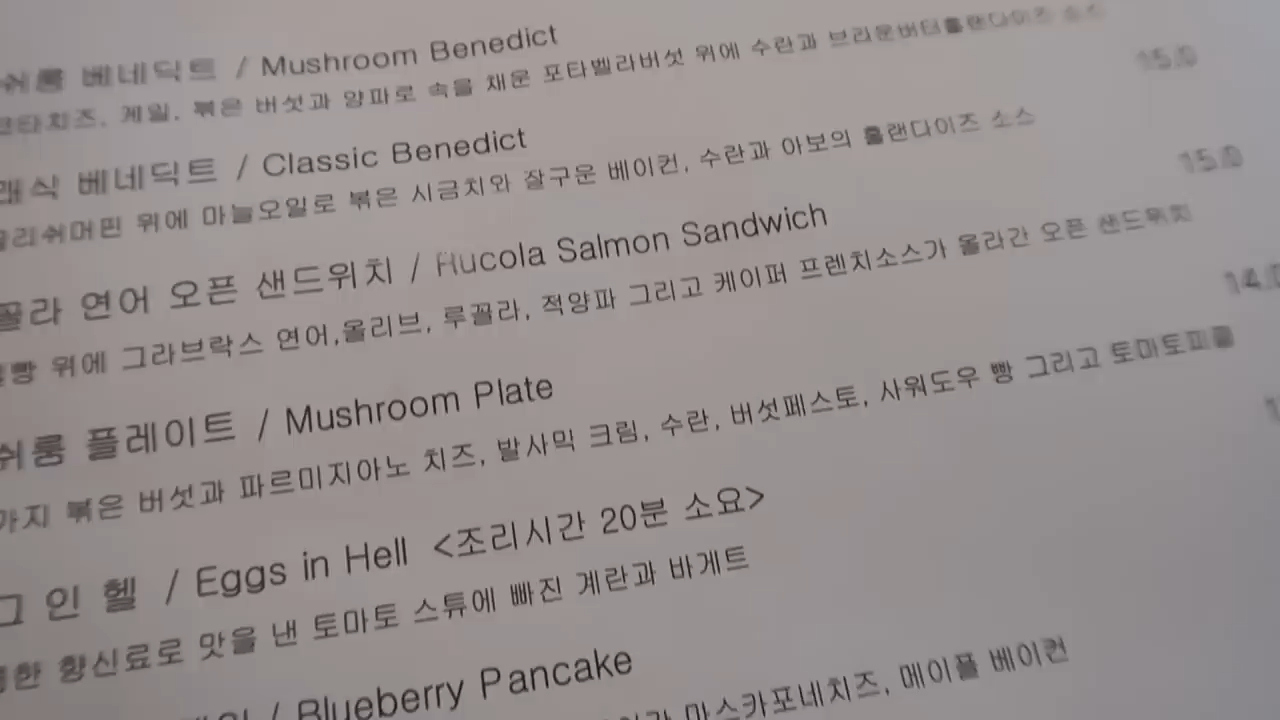 쉬룸 베네딕트 / Mushroom Benedict
치즈, 케일, 볶은 버섯과 양파로 속을 채운 포타벨라버섯 위에 수란과 브라운버터홀랜다이즈 소스
15.0
래식 베네딕트 / Classic Benedict
글리쉬머핀 위에 마늘오일로 볶은 시금치와 잘구운 베이컨, 수란과 아보의 홀랜다이즈 소스
15.0
꼴라 연어 오픈 샌드위치 / Rucola Salmon Sandwich
빵 위에 그라브락스 연어,올리브, 루꼴라, 적양파 그리고 케이퍼 프렌치소스가 올라간 오픈 샌드위치
14.0
쉬룸 플레이트 / Mushroom Plate
가지 볶은 버섯과 파르미지아노 치즈, 발사믹 크림, 수란, 버섯페스토, 사워도우 빵 그리고 토마토피클
그 인 헬 / Eggs in Hell <조리시간 20분 소요>
한 향신료로 맛을 낸 토마토 스튜에 빠진 계란과 바게트
/ Blueberry Pancake
마스카포네치즈, 메이플 베이컨